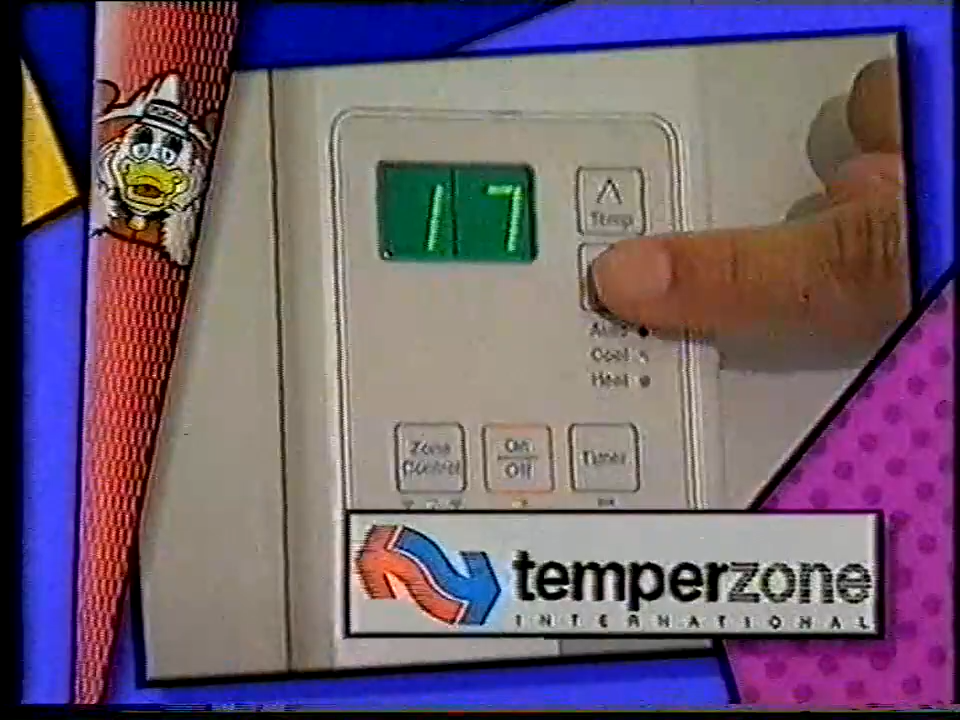 17
Temp
Auto
Cool
Heat
Zone
Control
On
Off
Timer
temperzone
INTERNATIONAL